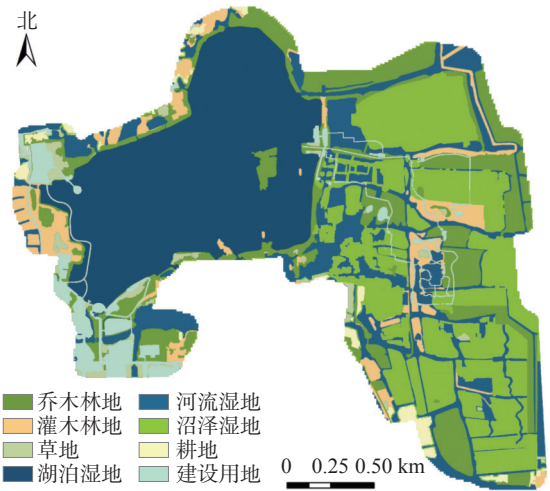 北
乔木林地 河流湿地
灌木林地 沼泽湿地
草地 耕地
湖泊湿地 建设用地
0 0.25 0.50 km